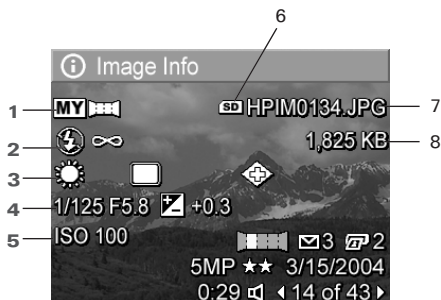 6
Image Info
1 MY SD HPIM0134.JPG 7
2 1,825 KB 8
3
4 1/125 F5.8 +0.3
5 ISO 100
3 2
5MP ★★ 3/15/2004
0:29 14 of 43